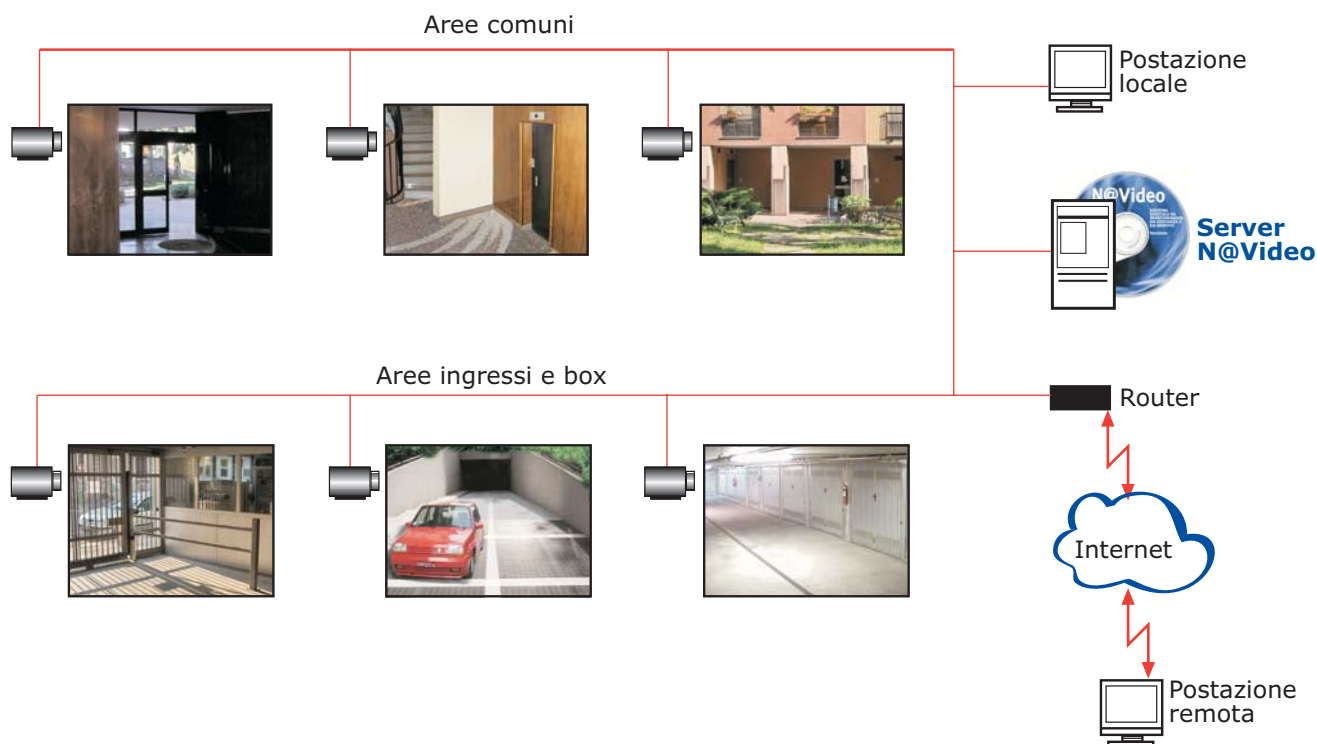 Aree comuni
Postazione
locale
N@Video
Server
N@Video
Aree ingressi e box
Router
Internet
Postazione
remota